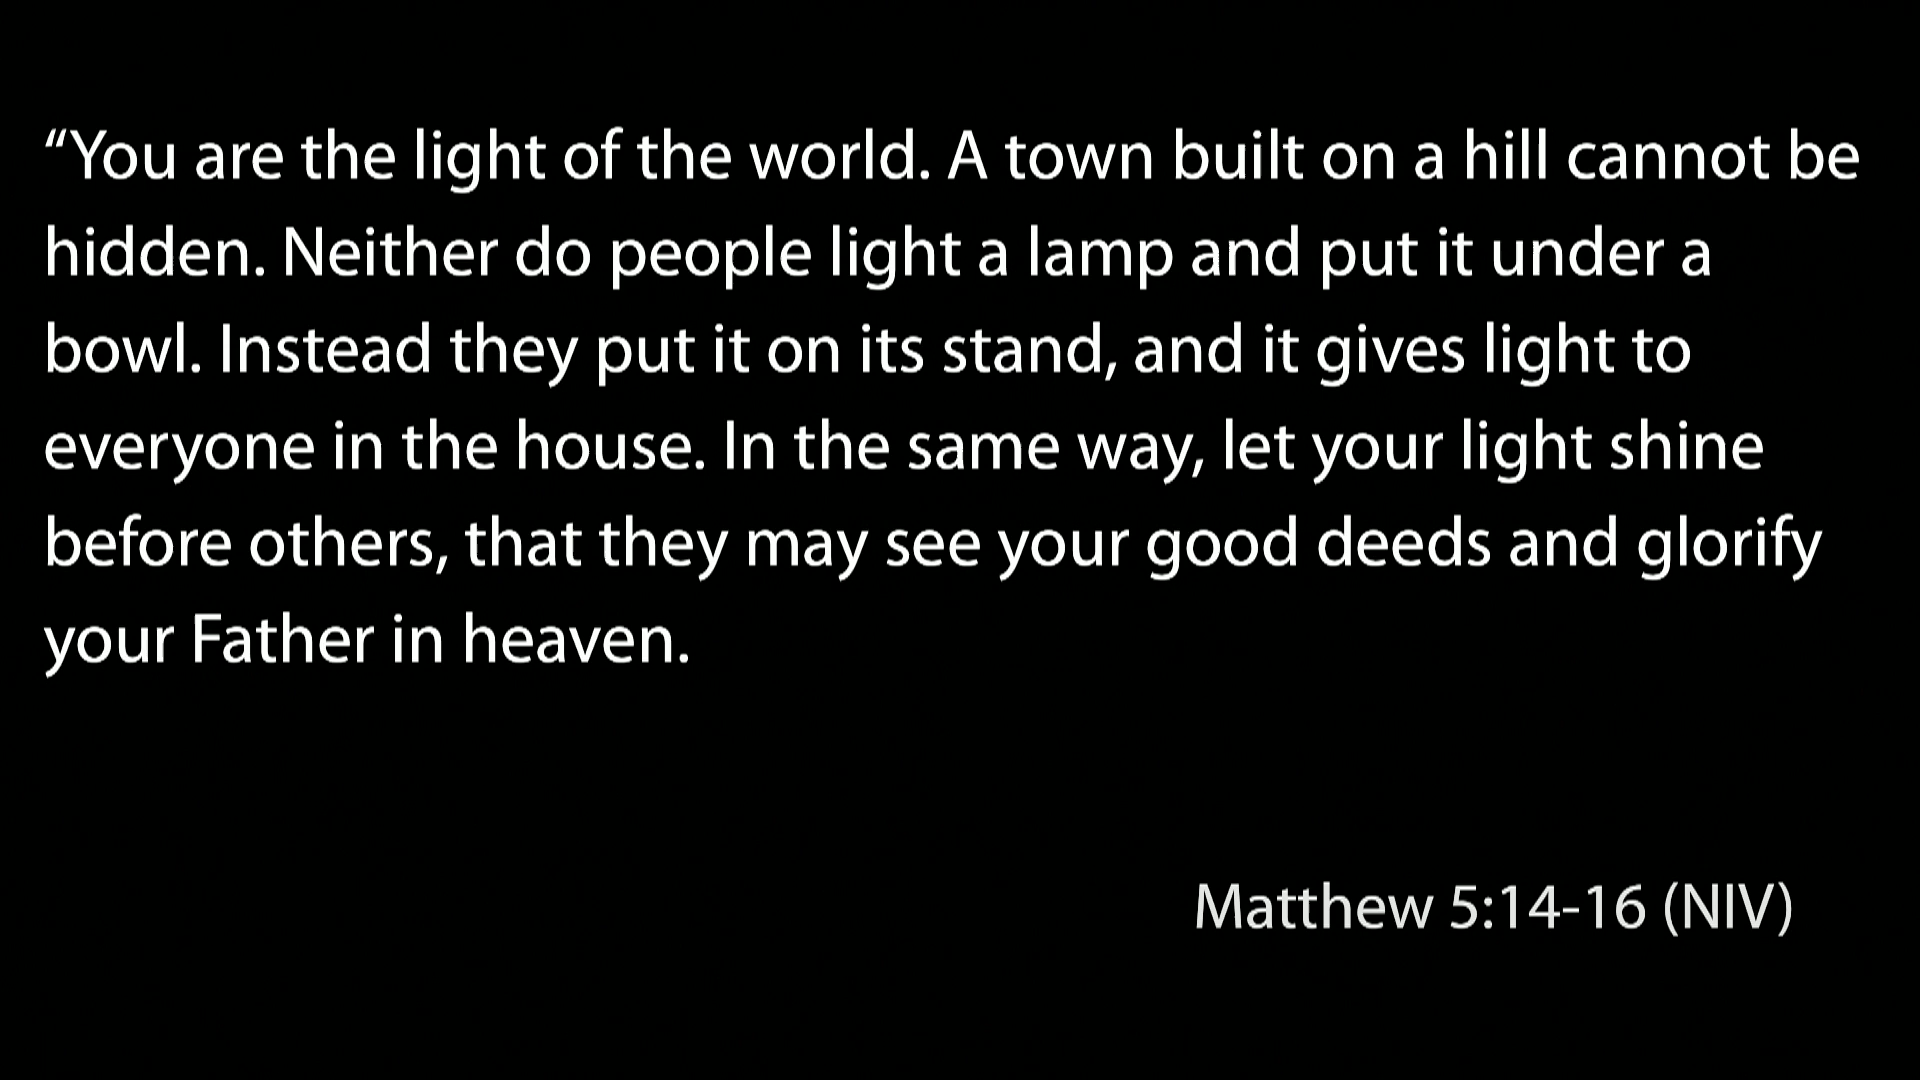 “You are the light of the world. A town built on a hill cannot be
hidden. Neither do people light a lamp and put it under a
bowl. Instead they put it on its stand, and it gives light to
everyone in the house. In the same way, let your light shine
before others, that they may see your good deeds and glorify
your Father in heaven.
Matthew 5:14-16 (NIV)